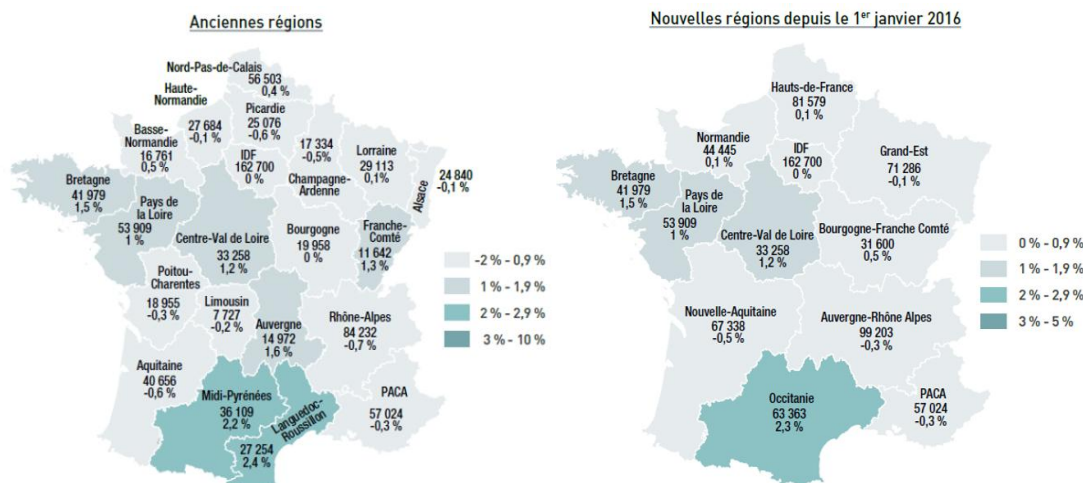 Anciennes régions
Nord-Pas-de-Calais
56 503
0,4 %
Haute-
Normandie
27 684
-0,1 %
Picardie
25 076
-0,6 %
Basse-
Normandie
16 761
0,5 %
IDF
162 700
0 %
17 334
-0,5%
Champagne-
Ardenne
Lorraine
29 113
0,1%
Alsace
24 840
-0,1 %
Bretagne
41 979
1,5 %
Pays de
la Loire
53 909
1 %
Centre-Val de Loire
33 258
1,2 %
Bourgogne
19 958
0 %
Franche-
Comté
11 642
1,3 %
Poitou-
Charentes
18 955
-0,3 %
Limousin
7 727
-0,2 %
Auvergne
14 972
1,6 %
Rhône-Alpes
84 232
-0,7 %
Aquitaine
40 656
-0,6 %
Midi-Pyrénées
36 109
2,2 %
Languedoc-
Roussillon
27 254
2,4 %
PACA
57 024
-0,3 %
-2 % - 0,9 %
1 % - 1,9 %
2 % - 2,9 %
3 % - 10 %
Nouvelles régions depuis le 1er janvier 2016
Hauts-de-France
81 579
0,1 %
Normandie
44 445
0,1 %
IDF
162 700
0 %
Grand-Est
71 286
-0,1 %
Bretagne
41 979
1,5 %
Pays de
la Loire
53 909
1 %
Centre-Val de Loire
33 258
1,2 %
Bourgogne-Franche Comté
31 600
0,5 %
Nouvelle-Aquitaine
67 338
-0,5 %
Auvergne-Rhône Alpes
99 203
-0,3 %
Occitanie
63 363
2,3 %
PACA
57 024
-0,3 %
0 % - 0,9 %
1 % - 1,9 %
2 % - 2,9 %
3 % - 5 %